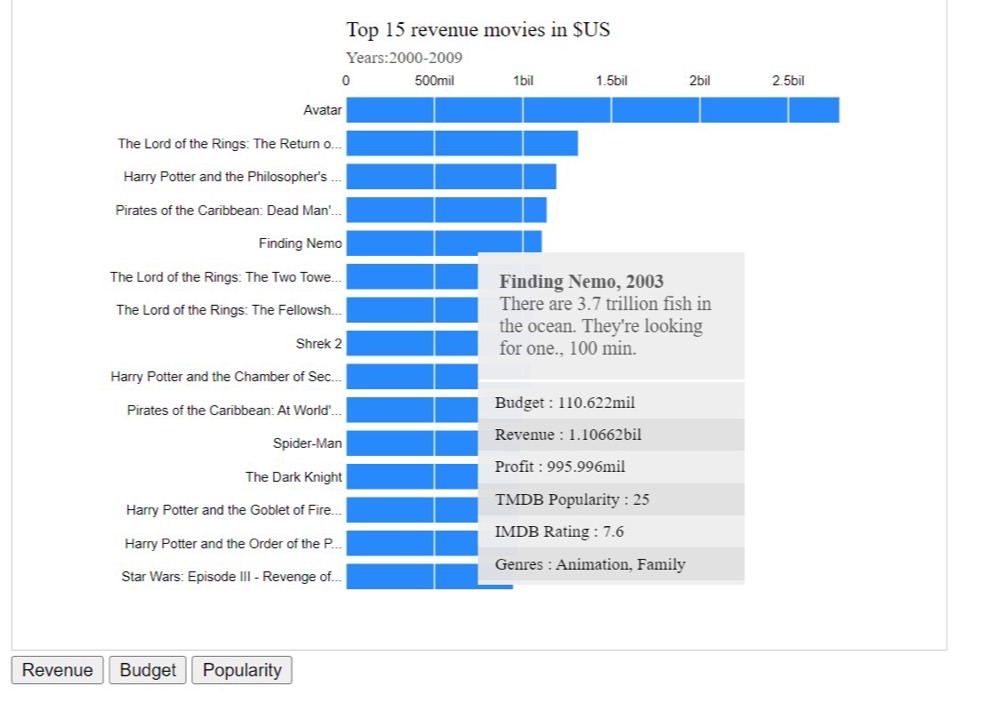 Top 15 revenue movies in $US
Years:2000-2009
0 500mil 1bil 1.5bil 2bil 2.5bil
Avatar
The Lord of the Rings: The Return o...
Harry Potter and the Philosopher's ...
Pirates of the Caribbean: Dead Man'...
Finding Nemo
The Lord of the Rings: The Two Towe...
The Lord of the Rings: The Fellowsh...
Shrek 2
Harry Potter and the Chamber of Sec...
Pirates of the Caribbean: At World'...
Spider-Man
The Dark Knight
Harry Potter and the Goblet of Fire...
Harry Potter and the Order of the P...
Star Wars: Episode III - Revenge of...
Finding Nemo, 2003
There are 3.7 trillion fish in
the ocean. They're looking
for one., 100 min.
Budget : 110.622mil
Revenue : 1.10662bil
Profit : 995.996mil
TMDB Popularity : 25
IMDB Rating : 7.6
Genres : Animation, Family
Revenue Budget Popularity